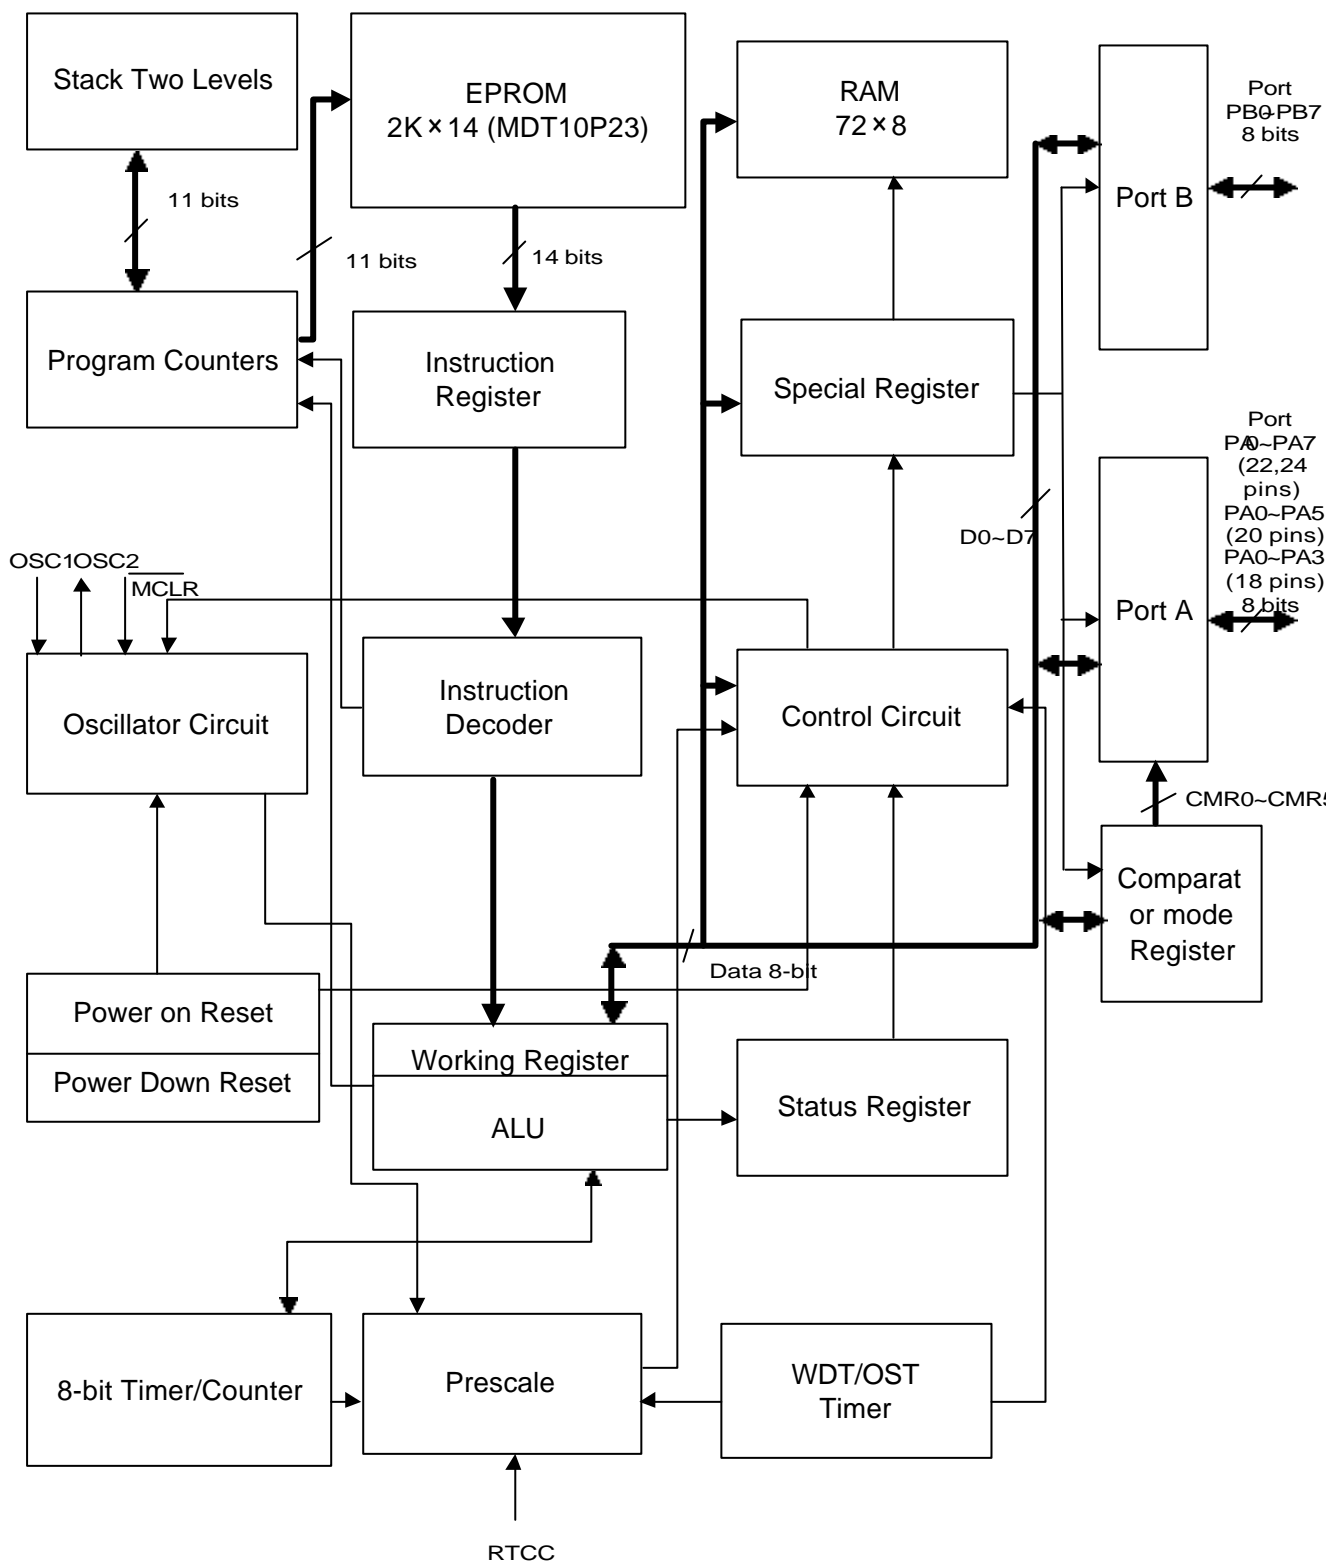 Stack Two Levels
EPROM
2K×14 (MDT10P23)
RAM
72×8
Port
PB0~PB7
8 bits
Port B
11 bits
11 bits
14 bits
Program Counters
Instruction
Register
Special Register
Port
PA0~PA7
(22,24
pins)
PA0~PA5
(20 pins)
PA0~PA3
(18 pins)
8 bits
D0~D7
OSC1OSC2
MCLR
Port A
Oscillator Circuit
Instruction
Decoder
Control Circuit
CMR0~CMR5
Comparat
or mode
Register
Data 8-bit
Power on Reset
Power Down Reset
Working Register
ALU
Status Register
8-bit Timer/Counter
Prescale
WDT/OST
Timer
RTCC